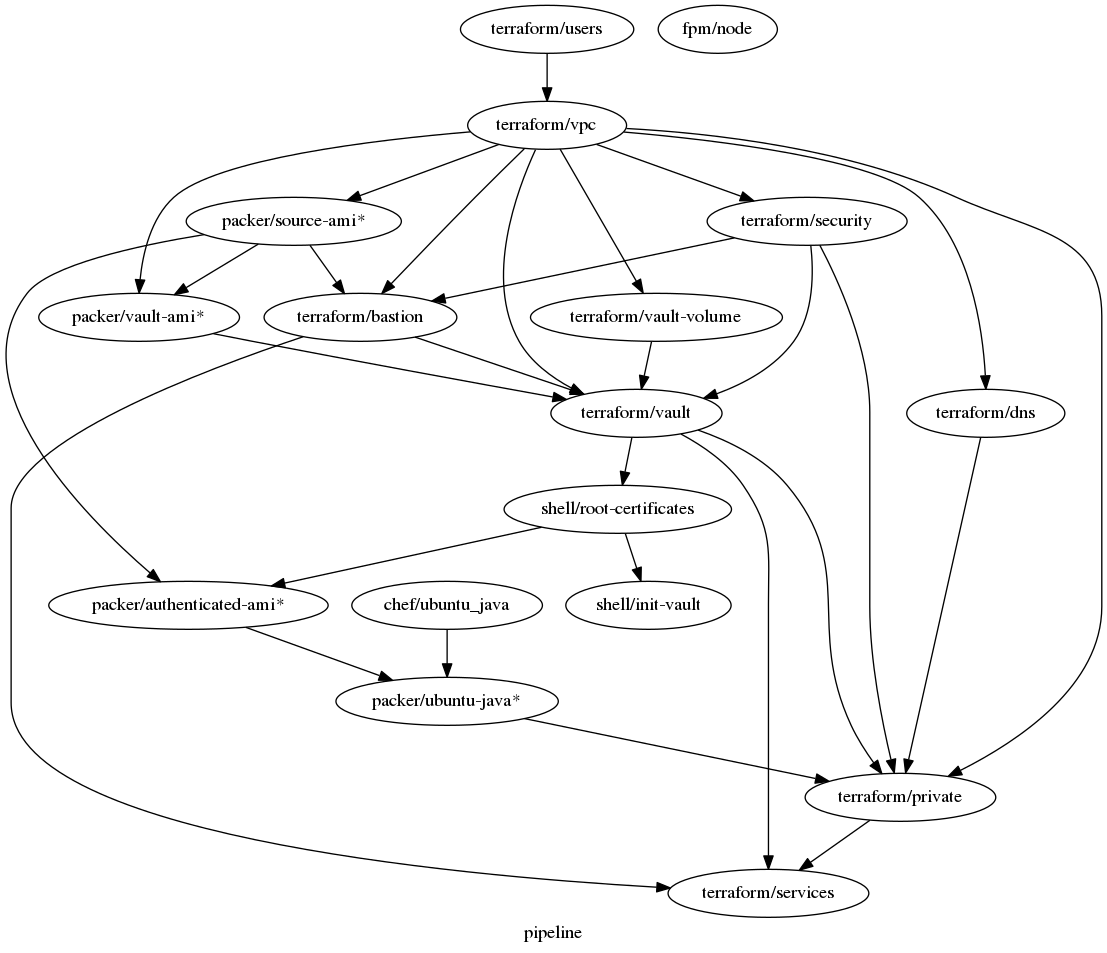 terraform/users
fpm/node
terraform/vpc
packer/source-ami*
terraform/security
packer/vault-ami*
terraform/bastion
terraform/vault-volume
terraform/vault
terraform/dns
shell/root-certificates
packer/authenticated-ami*
chef/ubuntu_java
shell/init-vault
packer/ubuntu-java*
terraform/private
terraform/services
pipeline